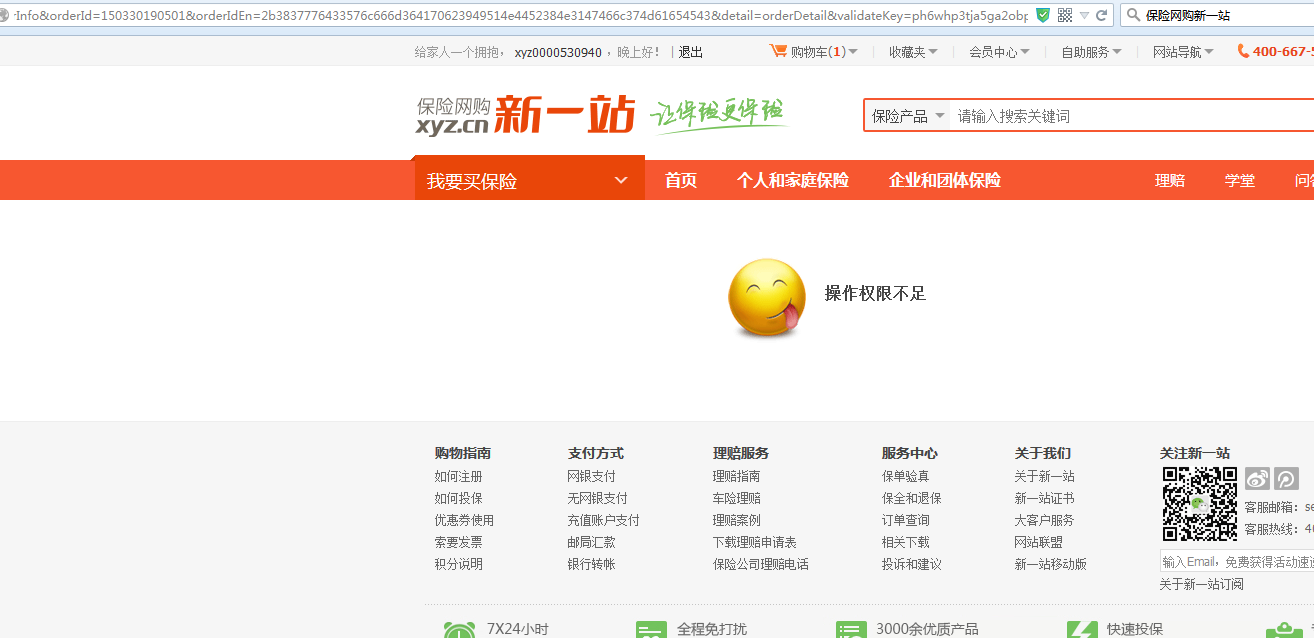 ·Info&orderId=150330190501&orderIdEn=2b3837776433576c666d364170623949514e4452384e3147466c374d61654543&detail=orderDetail&validateKey=ph6whp3tja5ga2obp
保险网购新一站
给家人一个拥抱， xyz0000530940 ，晚上好！ | 退出 购物车(1) 收藏夹 会员中心 自助服务 网站导航 400-667-5
保险网购 新一站 让保险更保险
xyz.cn
保险产品 请输入搜索关键词
我要买保险 首页 个人和家庭保险 企业和团体保险 理赔 学堂 问答
操作权限不足
购物指南 支付方式 理赔服务 服务中心 关于我们 关注新一站
如何注册 网银支付 理赔指南 保单验真 关于新一站
如何投保 无网银支付 车险理赔 保全和退保 新一站证书
优惠券使用 充值账户支付 理赔案例 订单查询 大客户服务 客服邮箱：se
索要发票 邮局汇款 下载理赔申请表 相关下载 网站联盟 客服热线：40
积分说明 银行转帐 保险公司理赔电话 投诉和建议 新一站移动版 输入Email，免费获得活动速递
关于新一站订阅
7X24小时 全程免打扰 3000余优质产品 快速投保